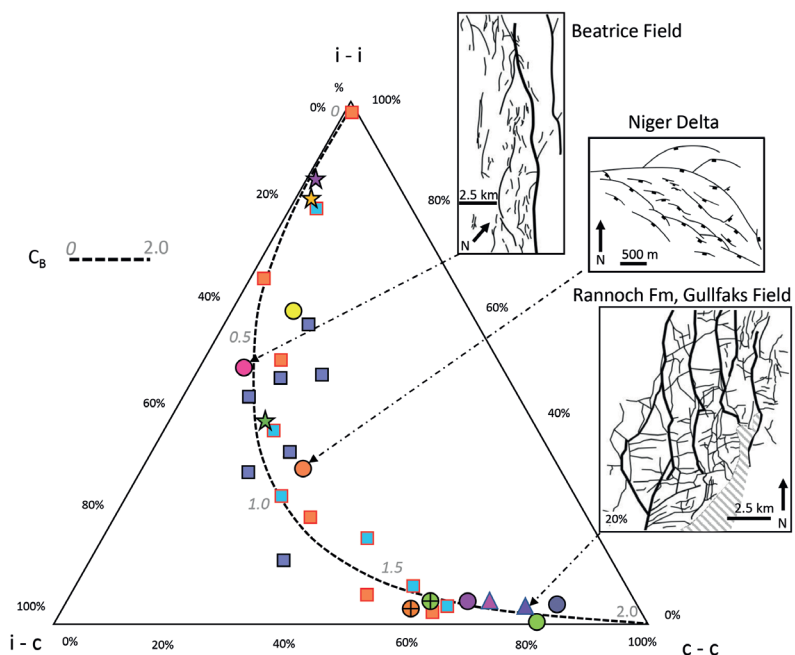 Beatrice Field
i - i
%
0%
100%
0
Niger Delta
20%
80%
2.5 km
N
C_B
0
2.0
N
500 m
Rannoch Fm, Gullfaks Field
40%
60%
0.5
60%
40%
80%
1.0
20%
2.5 km
N
1.5
100%
2.0
0%
i - c
0%
20%
40%
60%
80%
100%
c - c